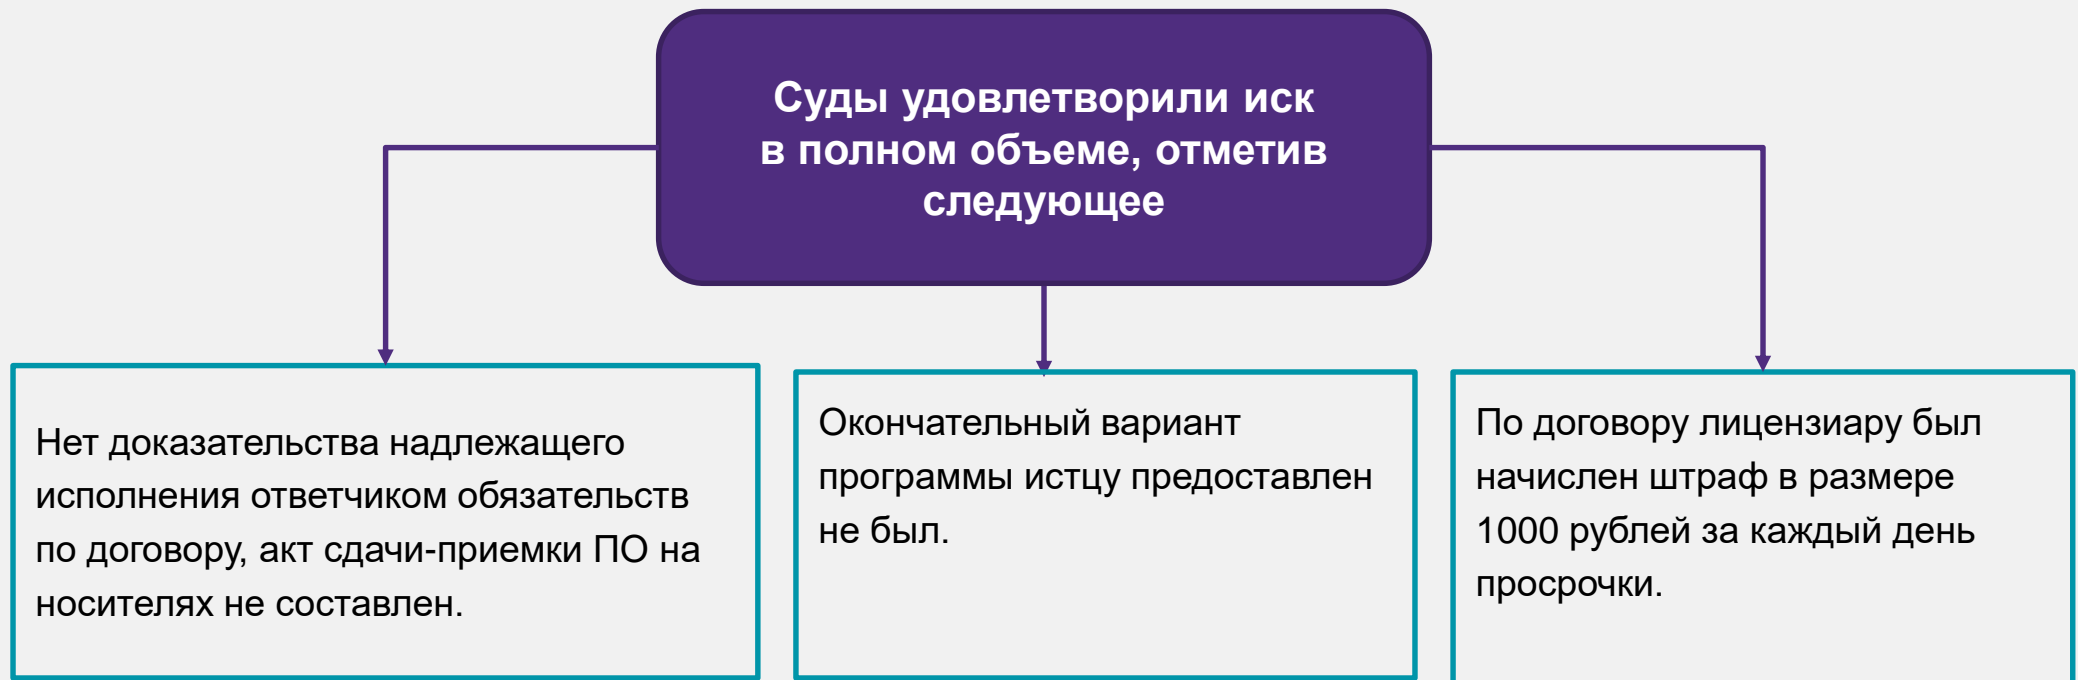 Суды удовлетворили иск
в полном объеме, отметив
следующее
Нет доказательства надлежащего
исполнения ответчиком обязательств
по договору, акт сдачи-приемки ПО на
носителях не составлен.
Окончательный вариант
программы истцу предоставлен
не был.
По договору лицензиару был
начислен штраф в размере
1000 рублей за каждый день
просрочки.